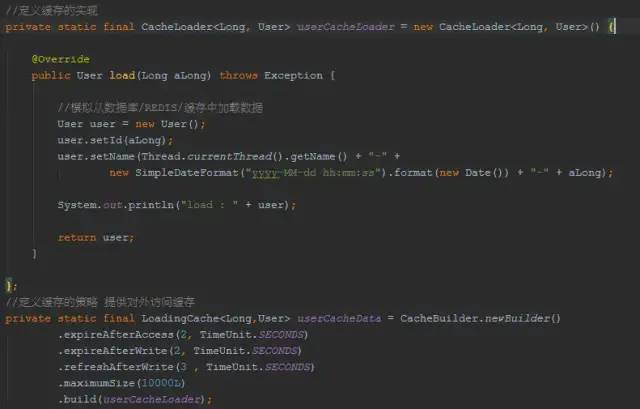 //定义缓存的实现
private static final CacheLoader<Long, User> userCacheLoader = new CacheLoader<Long, User>() {
@Override
public User load(Long aLong) throws Exception {
//模拟从数据库/REDIS/缓存中加载数据
User user = new User();
user.setId(aLong);
user.setName(Thread.currentThread().getName() + "-" +
new SimpleDateFormat("yyyy-MM-dd hh:mm:ss").format(new Date()) + "-" + aLong);
System.out.println("load : " + user);
return user;
}
};
//定义缓存的策略 提供对外访问缓存
private static final LoadingCache<Long,User> userCacheData = CacheBuilder.newBuilder()
.expireAfterAccess(2, TimeUnit.SECONDS)
.expireAfterWrite(2, TimeUnit.SECONDS)
.refreshAfterWrite(3 , TimeUnit.SECONDS)
.maximumSize(10000L)
.build(userCacheLoader);